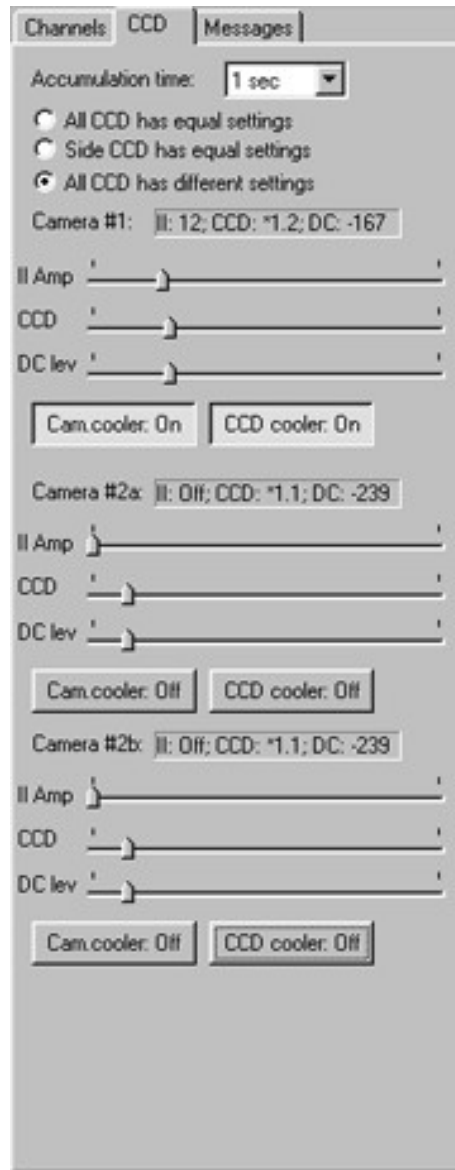 Channels CCD Messages
Accumulation time: 1 sec
All CCD has equal settings
Side CCD has equal settings
All CCD has different settings
Camera #1: II: 12; CCD: *1.2; DC: -167
II Amp
CCD
DC lev
Cam.cooler: On CCD cooler: On
Camera #2a: II: Off; CCD: *1.1; DC: -239
II Amp
CCD
DC lev
Cam.cooler: Off CCD cooler: Off
Camera #2b: II: Off; CCD: *1.1; DC: -239
II Amp
CCD
DC lev
Cam.cooler: Off CCD cooler: Off